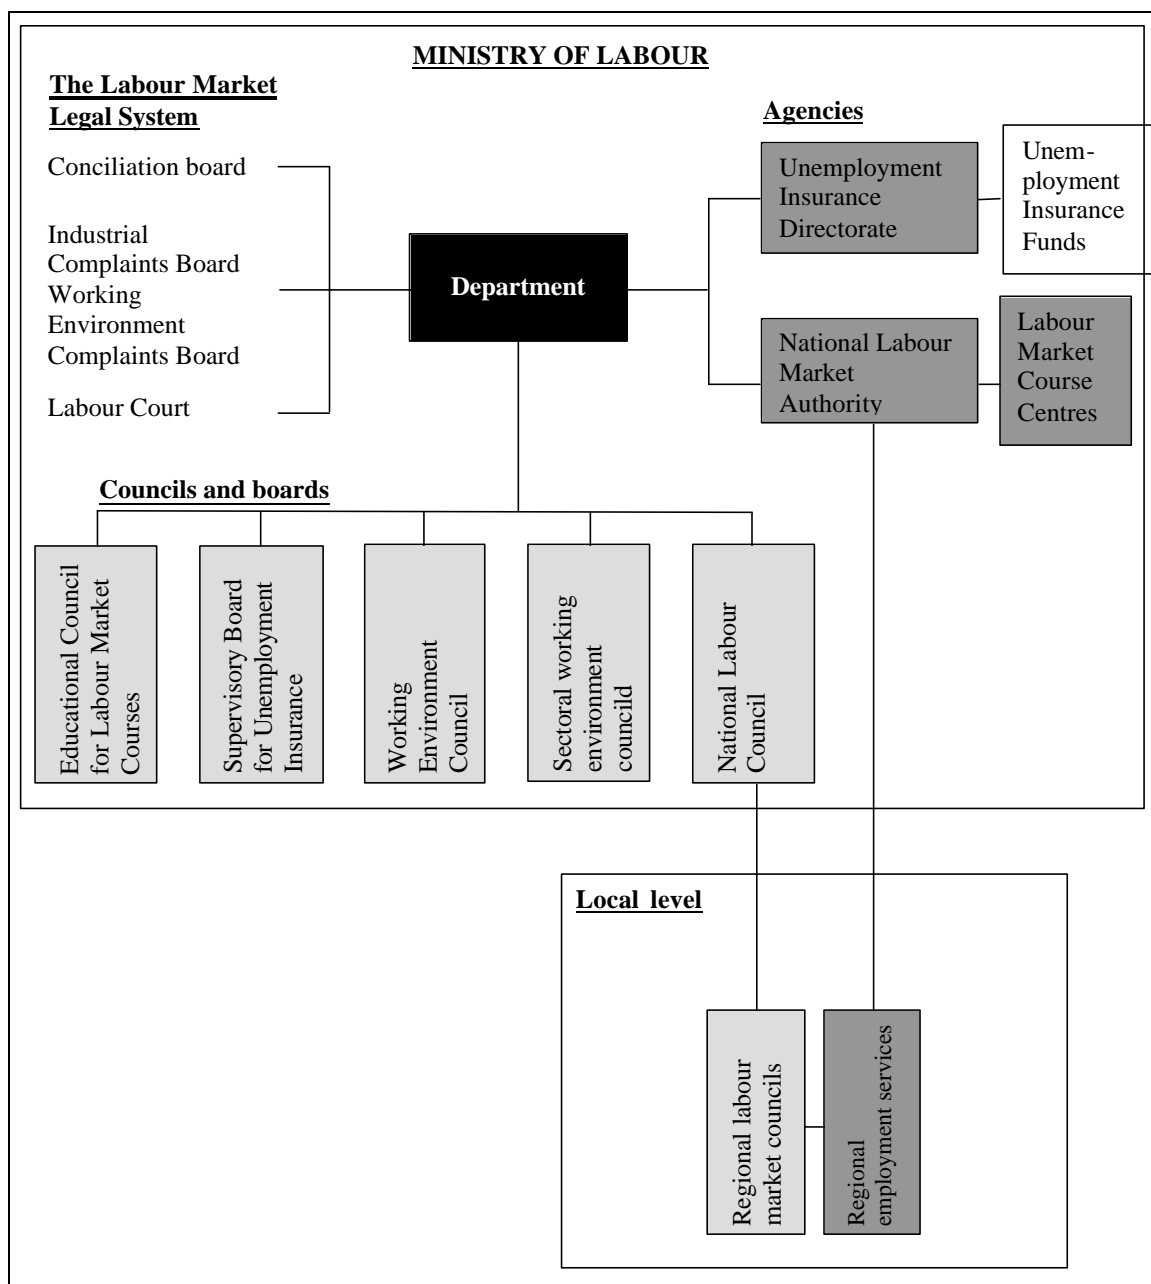 MINISTRY OF LABOUR
The Labour Market
Legal System
Conciliation board
Industrial
Complaints Board
Working
Environment
Complaints Board
Labour Court
Department
Agencies
Unemployment
Insurance
Directorate
Unem-
ployment
Insurance
Funds
National Labour
Market
Authority
Labour
Market
Course
Centres
Councils and boards
Educational Council
for Labour Market
Courses
Supervisory Board
for Unemployment
Insurance
Working
Environment
Council
Sectoral working
environment
councild
National Labour
Council
Local level
Regional labour
market councils
Regional
employment services